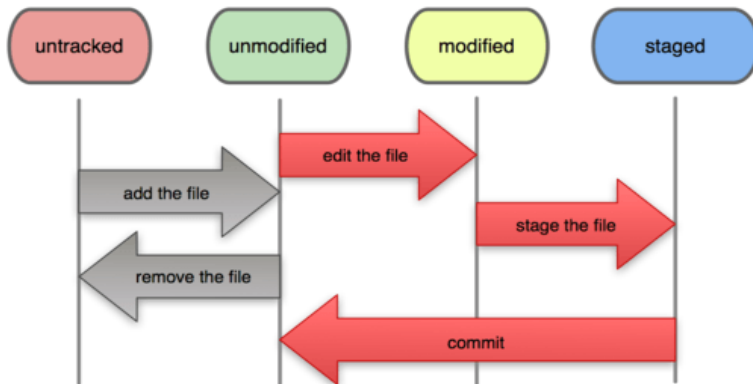 untracked
unmodified
modified
staged
edit the file
add the file
stage the file
remove the file
commit